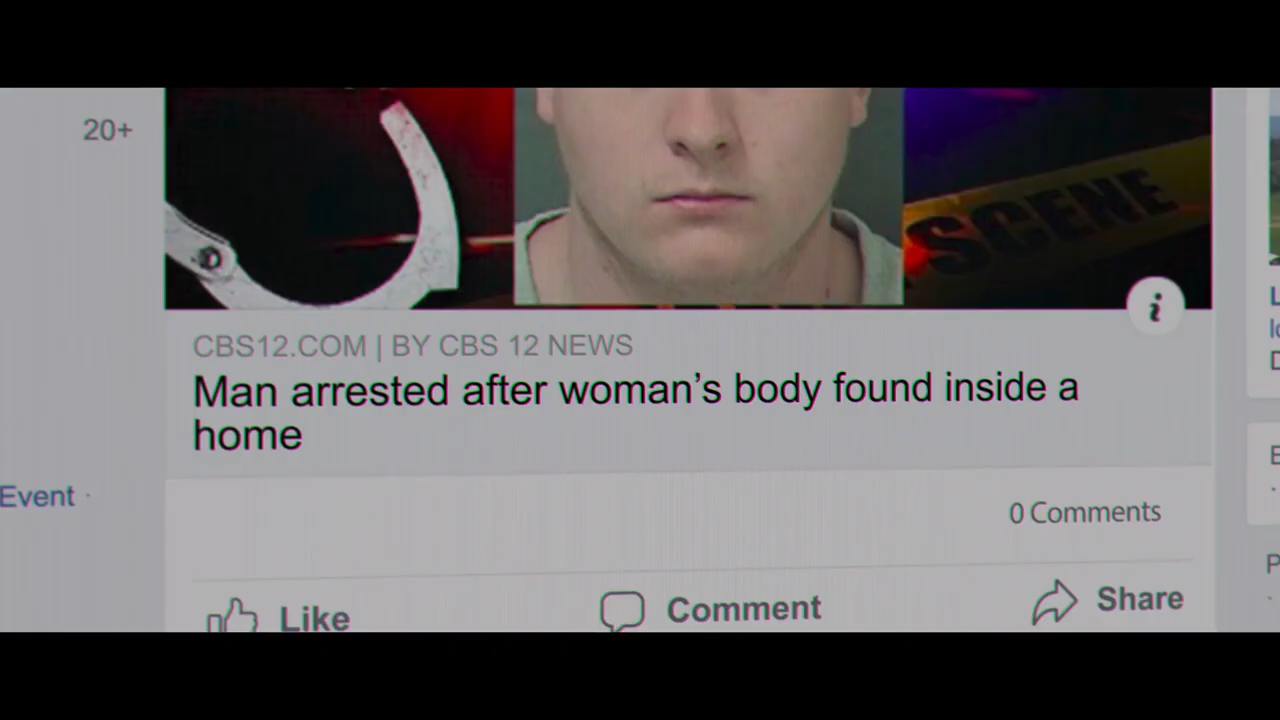 20+
SCENE
i
CBS12.COM | BY CBS 12 NEWS
Man arrested after woman's body found inside a
home
Event ·
0 Comments
Like
Comment
Share